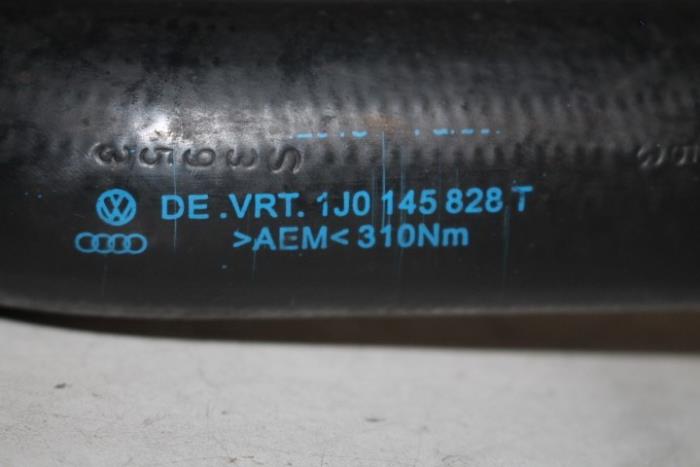 DE .VRT. 1J0 145 828 T
>AEM< 310Nm